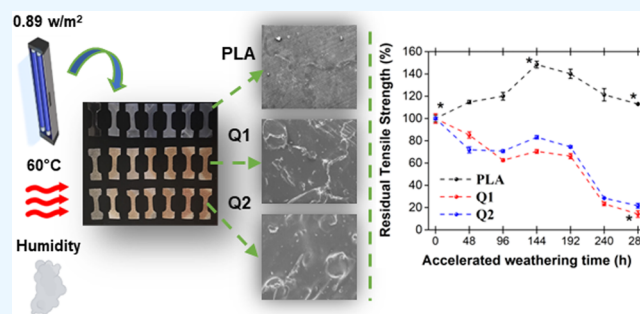 0.89 w/m²
60°C
Humidity
PLA
Q1
Q2
Residual Tensile Strength (%)
160
140
120
100
80
60
40
20
0
* * * *
PLA
Q1
Q2
0 48 96 144 192 240
Accelerated weathering time (h)